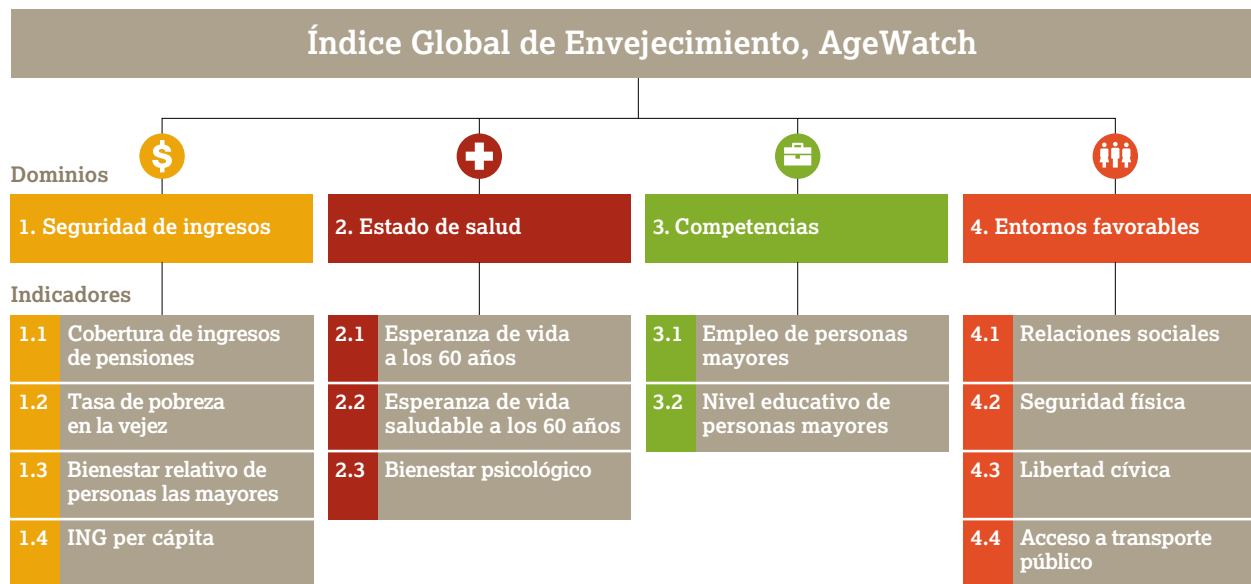 Índice Global de Envejecimiento, AgeWatch
$
Dominios
1. Seguridad de ingresos
2. Estado de salud
3. Competencias
4. Entornos favorables
Indicadores
1.1 Cobertura de ingresos
de pensiones
1.2 Tasa de pobreza
en la vejez
1.3 Bienestar relativo de
personas las mayores
1.4 ING per cápita
2.1 Esperanza de vida
a los 60 años
2.2 Esperanza de vida
saludable a los 60 años
2.3 Bienestar psicológico
3.1 Empleo de personas
mayores
3.2 Nivel educativo de
personas mayores
4.1 Relaciones sociales
4.2 Seguridad física
4.3 Libertad cívica
4.4 Acceso a transporte
público